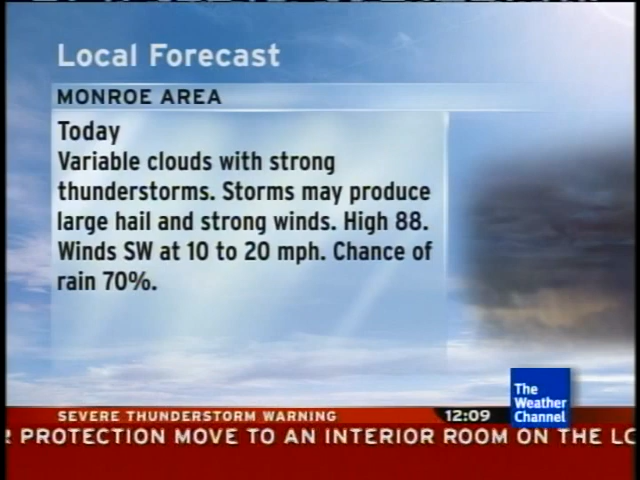 Local Forecast
MONROE AREA
Today
Variable clouds with strong
thunderstorms. Storms may produce
large hail and strong winds. High 88.
Winds SW at 10 to 20 mph. Chance of
rain 70%.
The
Weather
Channel
SEVERE THUNDERSTORM WARNING 12:09
PROTECTION MOVE TO AN INTERIOR ROOM ON THE